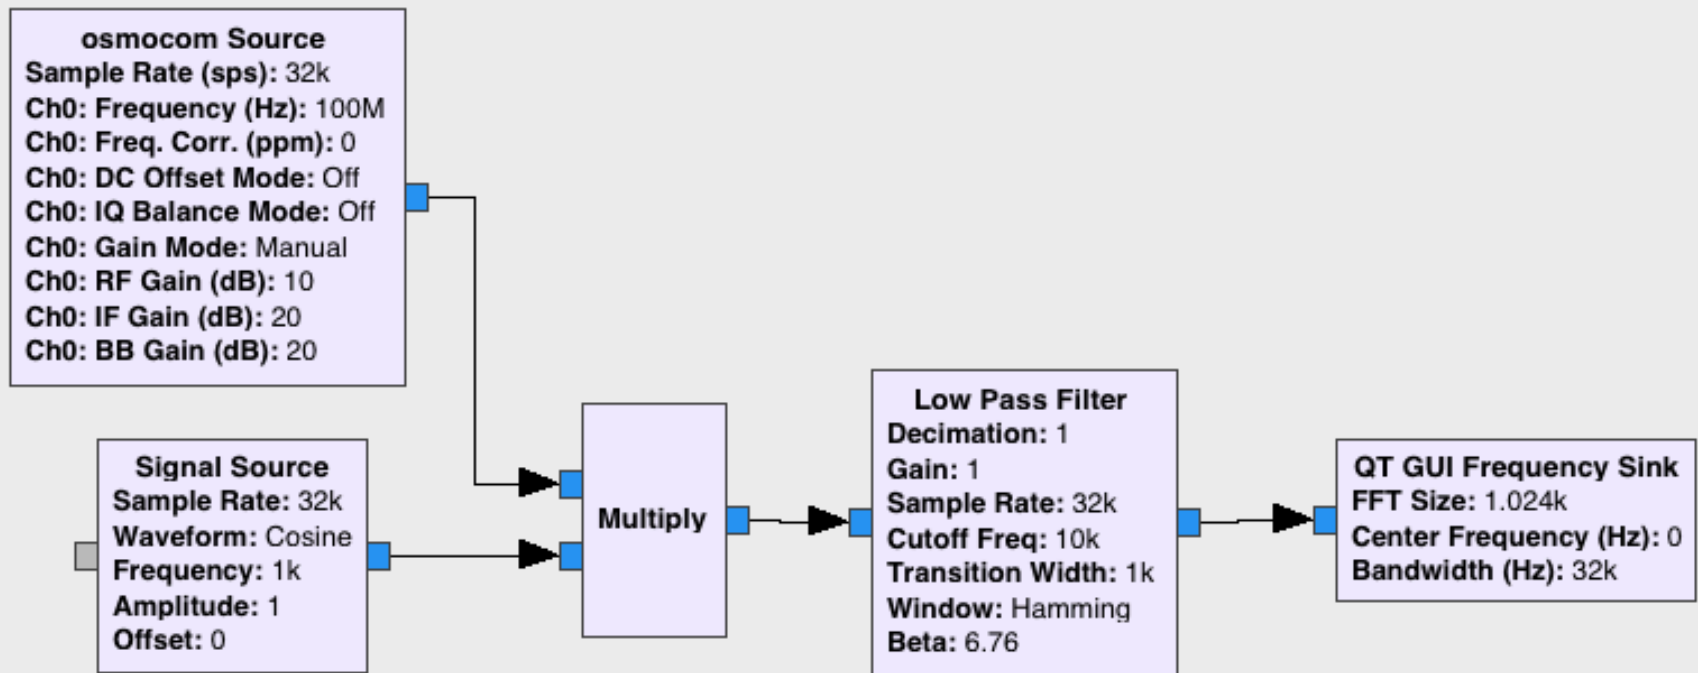 osmocom Source
Sample Rate (sps): 32k
Ch0: Frequency (Hz): 100M
Ch0: Freq. Corr. (ppm): 0
Ch0: DC Offset Mode: Off
Ch0: IQ Balance Mode: Off
Ch0: Gain Mode: Manual
Ch0: RF Gain (dB): 10
Ch0: IF Gain (dB): 20
Ch0: BB Gain (dB): 20
Signal Source
Sample Rate: 32k
Waveform: Cosine
Frequency: 1k
Amplitude: 1
Offset: 0
Multiply
Low Pass Filter
Decimation: 1
Gain: 1
Sample Rate: 32k
Cutoff Freq: 10k
Transition Width: 1k
Window: Hamming
Beta: 6.76
QT GUI Frequency Sink
FFT Size: 1.024k
Center Frequency (Hz): 0
Bandwidth (Hz): 32k